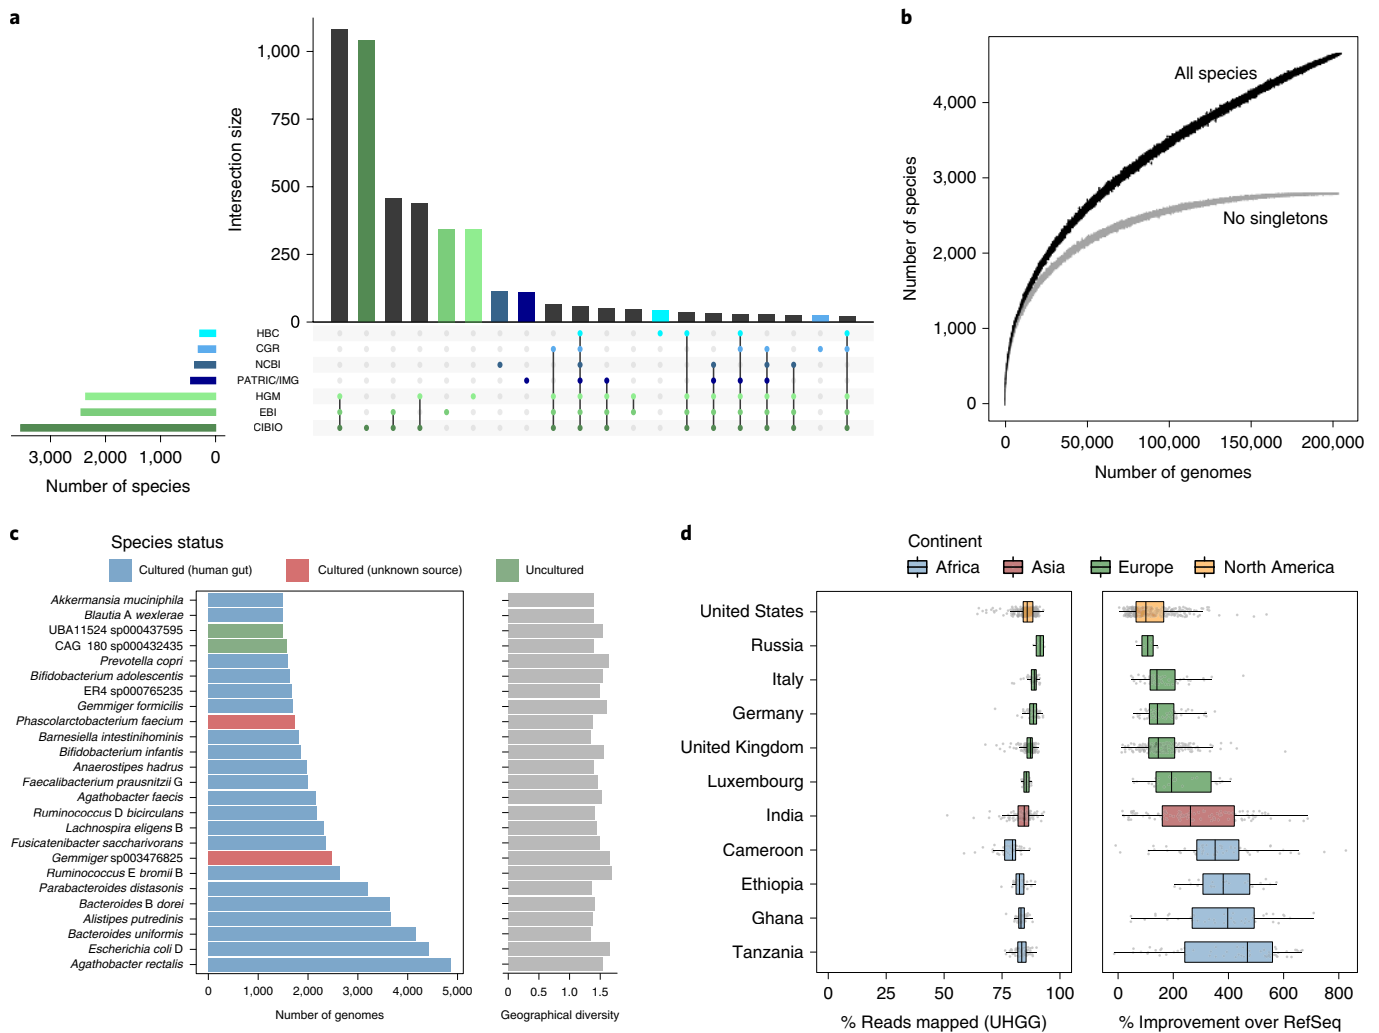 a
Intersection size
1,000
750
500
250
0
HBC
CGR
NCBI
PATRIC/IMG
HGM
EBI
CIBIO
3,000 2,000 1,000 0
Number of species
b
Number of species
4,000
3,000
2,000
1,000
0
All species
No singletons
0 50,000 100,000 150,000 200,000
Number of genomes
c
Species status
Cultured (human gut) Cultured (unknown source) Uncultured
Akkermansia muciniphila
Blautia A wexlerae
UBA11524 sp000437595
CAG 180 sp000432435
Prevotella copri
Bifidobacterium adolescentis
ER4 sp000765235
Gemmiger formicilis
Phascolarctobacterium faecium
Barnesiella intestinihominis
Bifidobacterium infantis
Anaerostipes hadrus
Faecalibacterium prausnitzii G
Agathobacter faecis
Ruminococcus D bicirculans
Lachnospira eligens B
Fusicatenibacter saccharivorans
Gemmiger sp003476825
Ruminococcus E bromii B
Parabacteroides distasonis
Bacteroides B dorei
Alistipes putredinis
Bacteroides uniformis
Escherichia coli D
Agathobacter rectalis
0 1,000 2,000 3,000 4,000 5,000
Number of genomes
0 0.5 1.0 1.5
Geographical diversity
d
Continent
Africa Asia Europe North America
United States
Russia
Italy
Germany
United Kingdom
Luxembourg
India
Cameroon
Ethiopia
Ghana
Tanzania
0 25 50 75 100
% Reads mapped (UHGG)
0 200 400 600 800
% Improvement over RefSeq